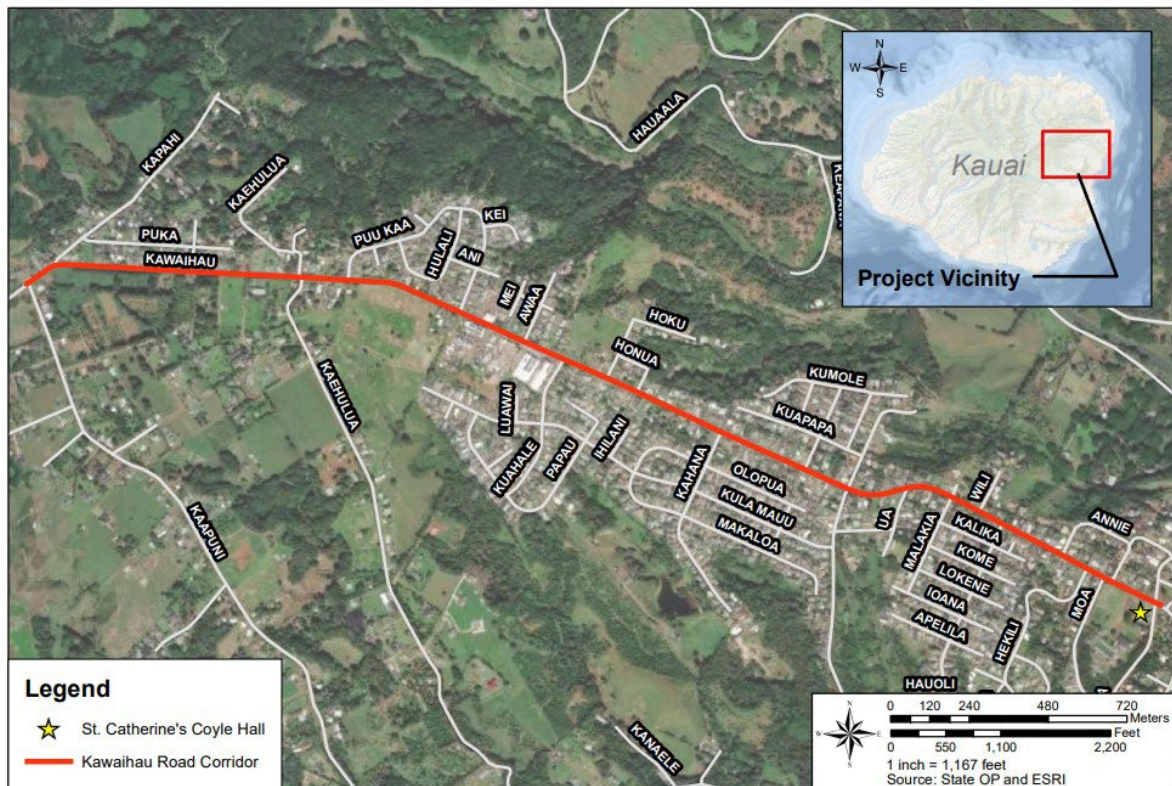 N
W E
S
Kauai
Project Vicinity
HAUAALA
KAPAHI
KAEHULUA
PUKA
KAWAIHAU
PUU KAA
HULALI
ANI
KEI
MEI
AWAA
HOKU
HONUA
KUMOLE
KUAPAPA
KAEHULUA
LUAWAI
KUAHALE
PAPAU
IHILANI
KAHANA
OLOPUA
KULA MAUU
MAKALOA
UA
MALAKIA
WILI
KALIKA
KOME
LOKENE
IOANA
APELILA
ANNIE
MOA
HEKILI
HAUOLI
KAAPUNI
KANAELE
Legend
St. Catherine's Coyle Hall
Kawaihau Road Corridor
N
W E
S
0 120 240 480 720
Meters
Feet
0 550 1,100 2,200
1 inch = 1,167 feet
Source: State OP and ESRI